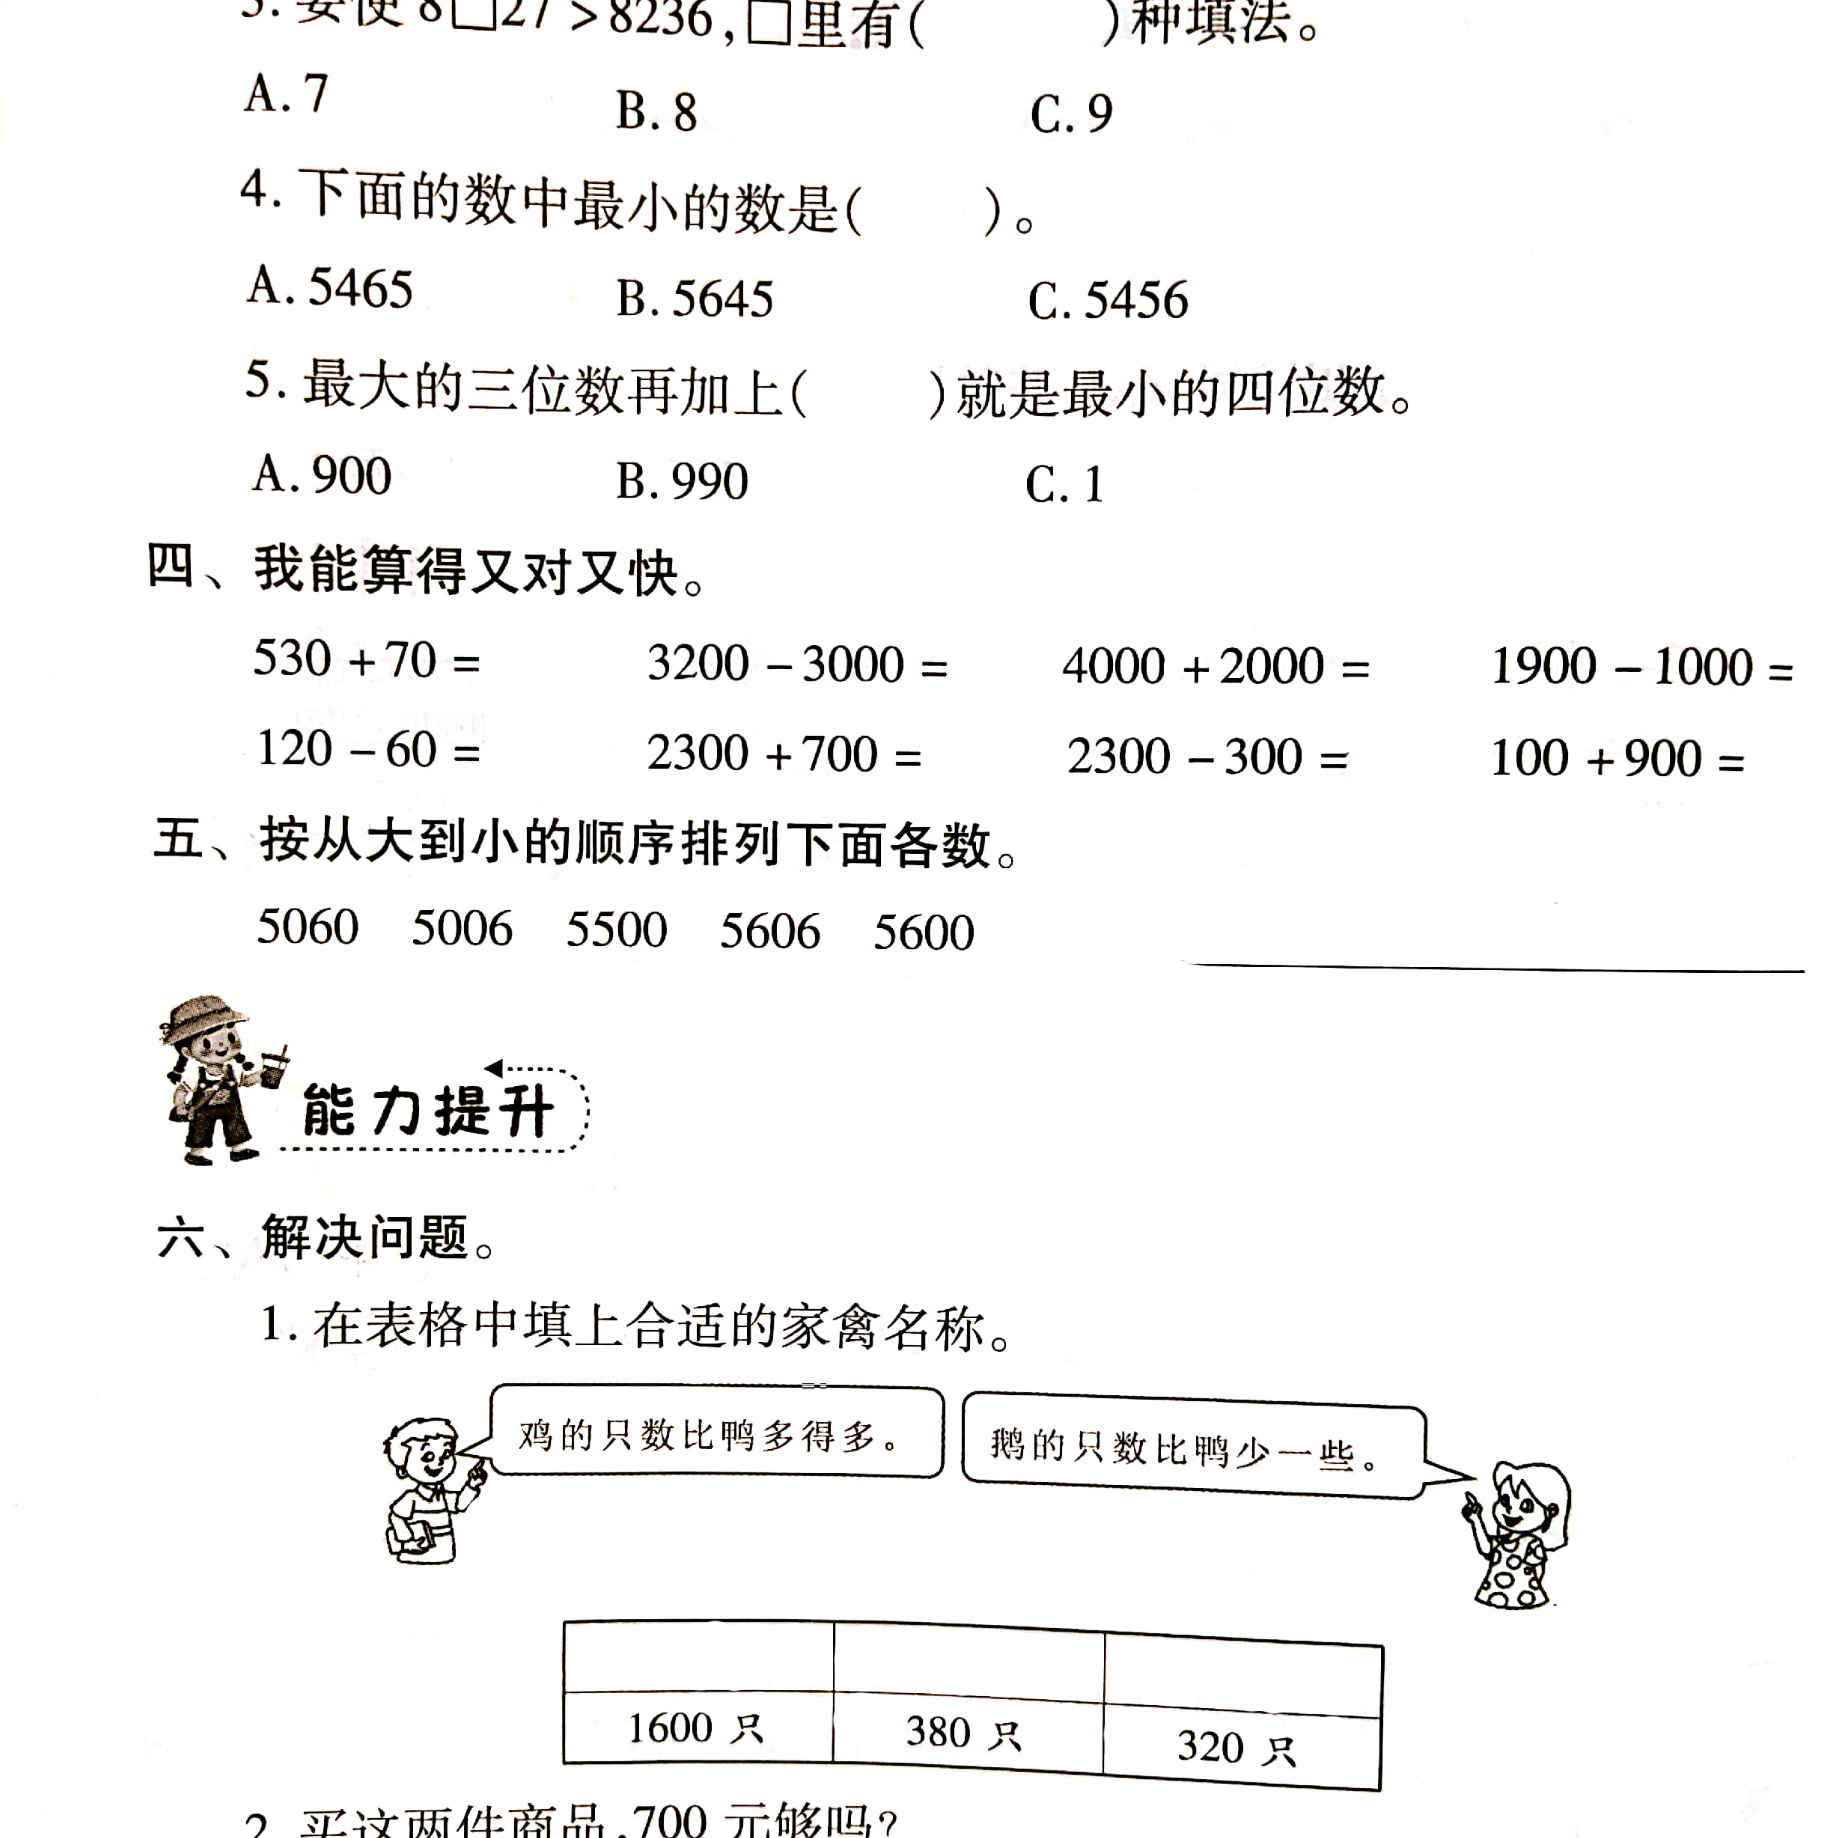 3. 要使 8□27 > 8236,□里有(　　)种填法。
A. 7　B. 8　C. 9
4. 下面的数中最小的数是(　　)。
A. 5465　B. 5645　C. 5456
5. 最大的三位数再加上(　　)就是最小的四位数。
A. 900　B. 990　C. 1
四、我能算得又对又快。
530 + 70 =　3200 - 3000 =　4000 + 2000 =　1900 - 1000 =
120 - 60 =　2300 + 700 =　2300 - 300 =　100 + 900 =
五、按从大到小的顺序排列下面各数。
5060　5006　5500　5606　5600
能力提升
六、解决问题。
1. 在表格中填上合适的家禽名称。
鸡的只数比鸭多得多。
鹅的只数比鸭少一些。
1600 只　380 只　320 只
2. 买这两件商品,700 元够吗?